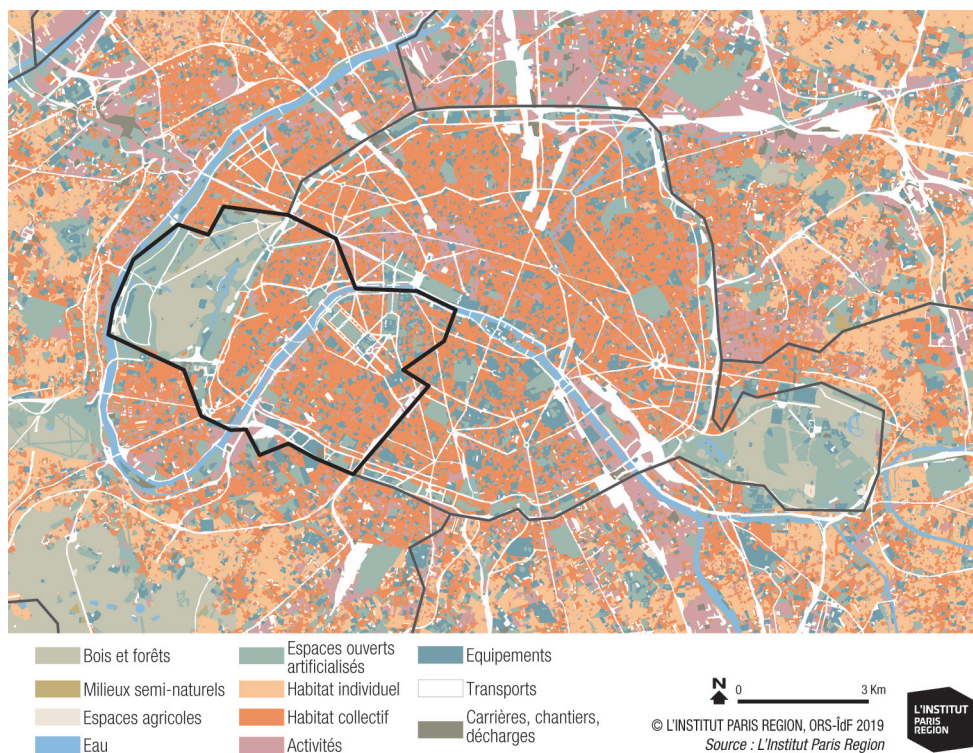 Bois et forêts
Milieux semi-naturels
Espaces agricoles
Eau
Espaces ouverts
artificialisés
Habitat individuel
Habitat collectif
Activités
Equipements
Transports
Carrières, chantiers,
décharges
N
0 3 Km
© L'INSTITUT PARIS REGION, ORS-ÎdF 2019
Source : L'Institut Paris Region
L'INSTITUT
PARIS
REGION